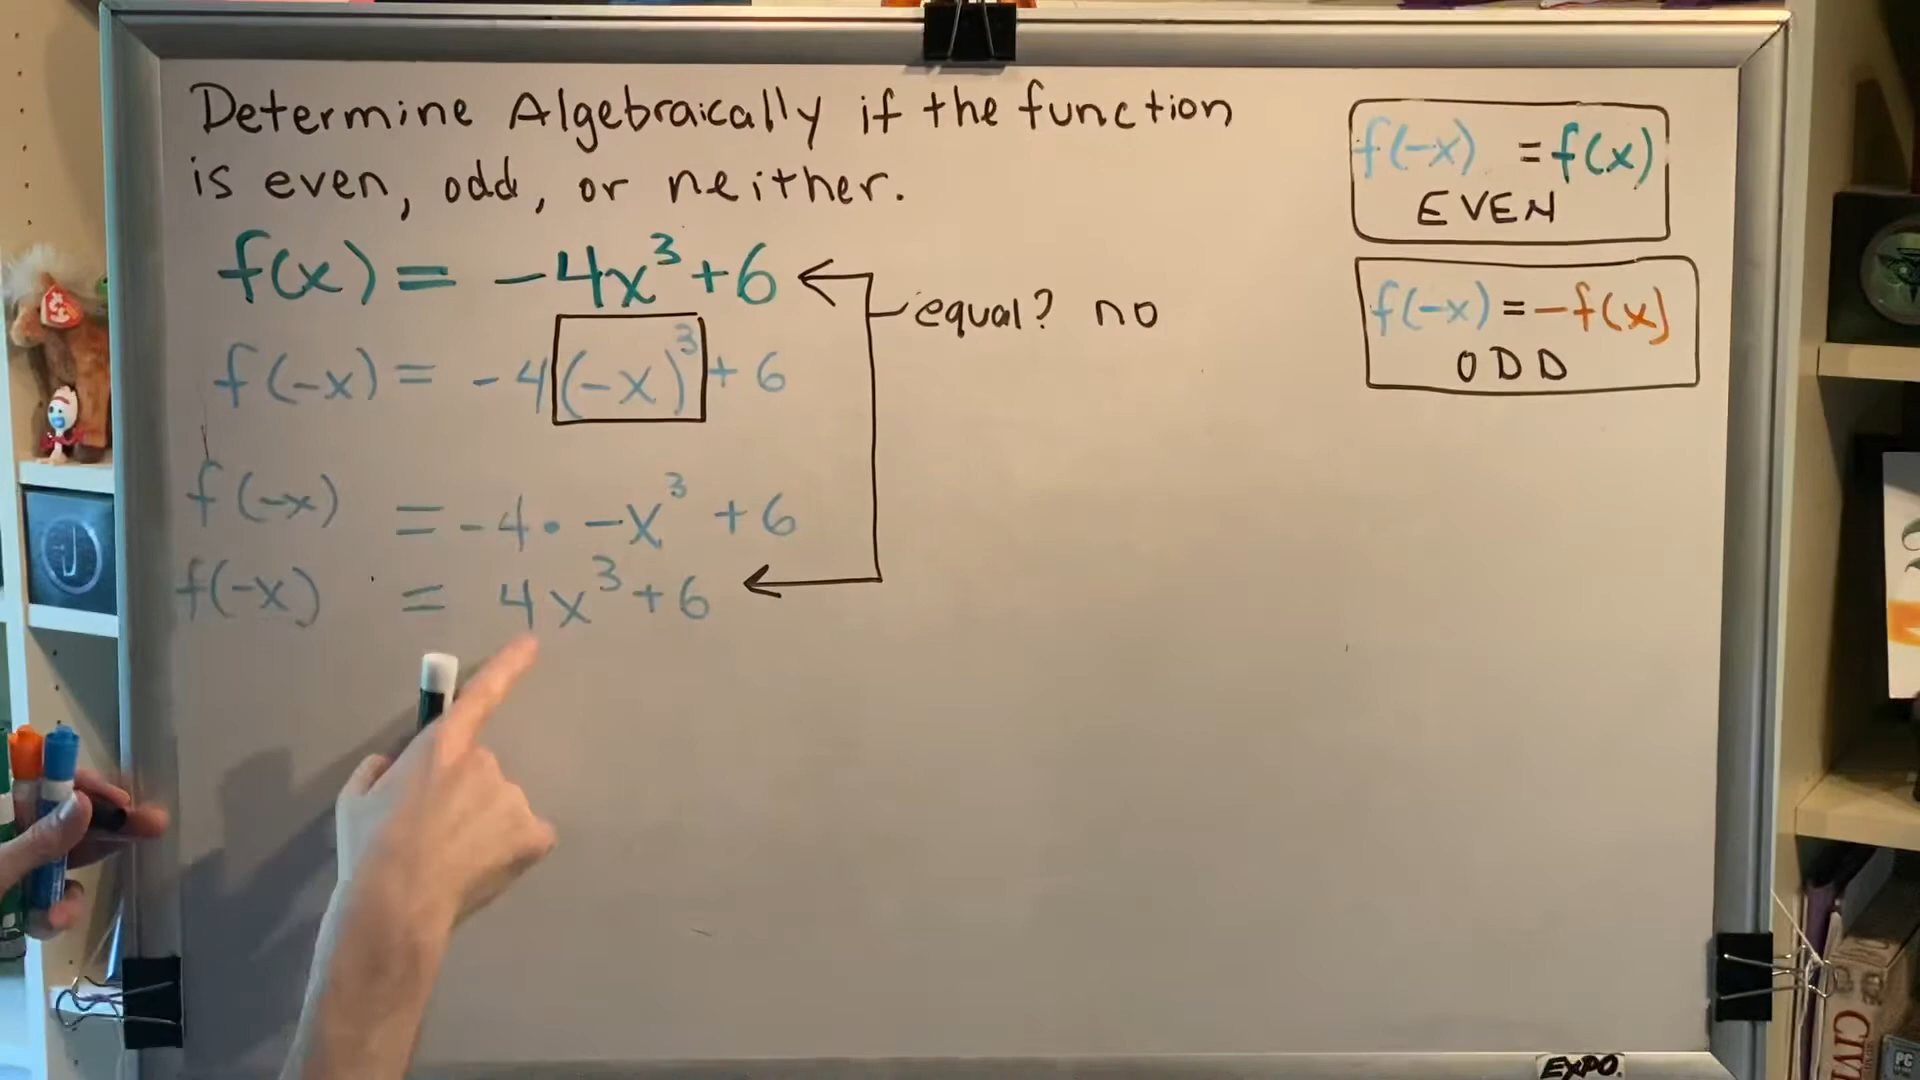 Determine Algebraically if the function
is even, odd, or neither.
f(x) = -4x³+6
equal? no
f(-x) = -4(-x)³+6
f(-x) = -4·-x³+6
f(-x) = 4x³+6
f(-x) = f(x)
EVEN
f(-x) = -f(x)
ODD
EXPO
PC